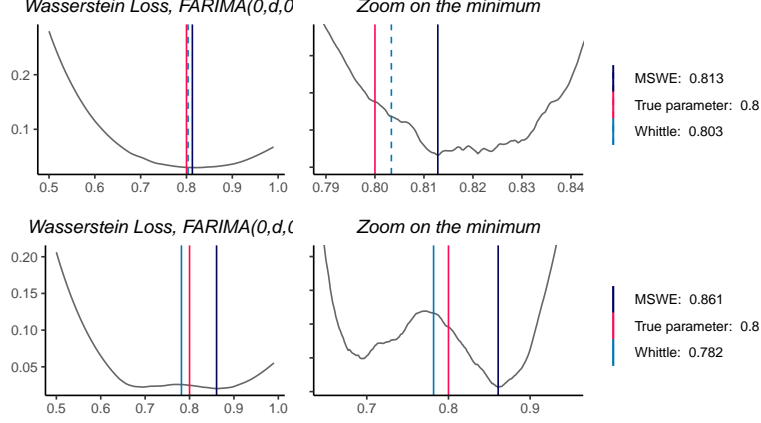 Wasserstein Loss, FARIMA(0,d,0
Zoom on the minimum
0.2
0.1
0.5 0.6 0.7 0.8 0.9 1.0
0.79 0.80 0.81 0.82 0.83 0.84
MSWE: 0.813
True parameter: 0.8
Whittle: 0.803
Wasserstein Loss, FARIMA(0,d,0
Zoom on the minimum
0.20
0.15
0.10
0.05
0.5 0.6 0.7 0.8 0.9 1.0
0.7 0.8 0.9
MSWE: 0.861
True parameter: 0.8
Whittle: 0.782